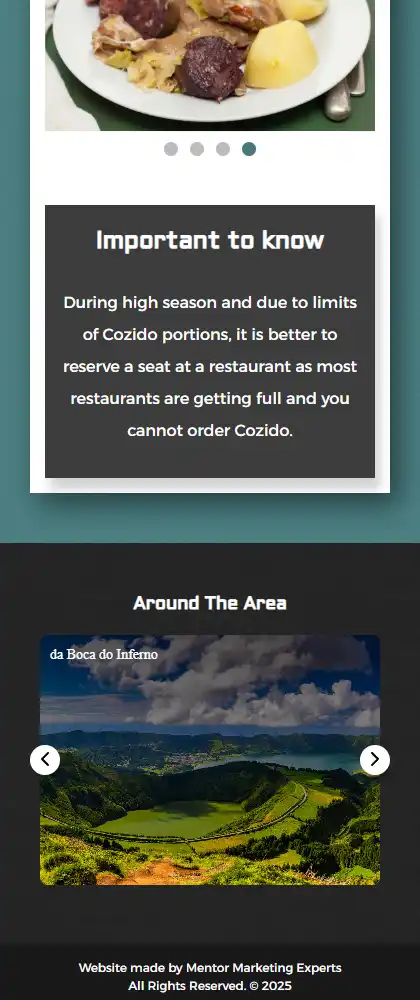 Important to know
During high season and due to limits
of Cozido portions, it is better to
reserve a seat at a restaurant as most
restaurants are getting full and you
cannot order Cozido.
Around The Area
da Boca do Inferno
Website made by Mentor Marketing Experts
All Rights Reserved. © 2025